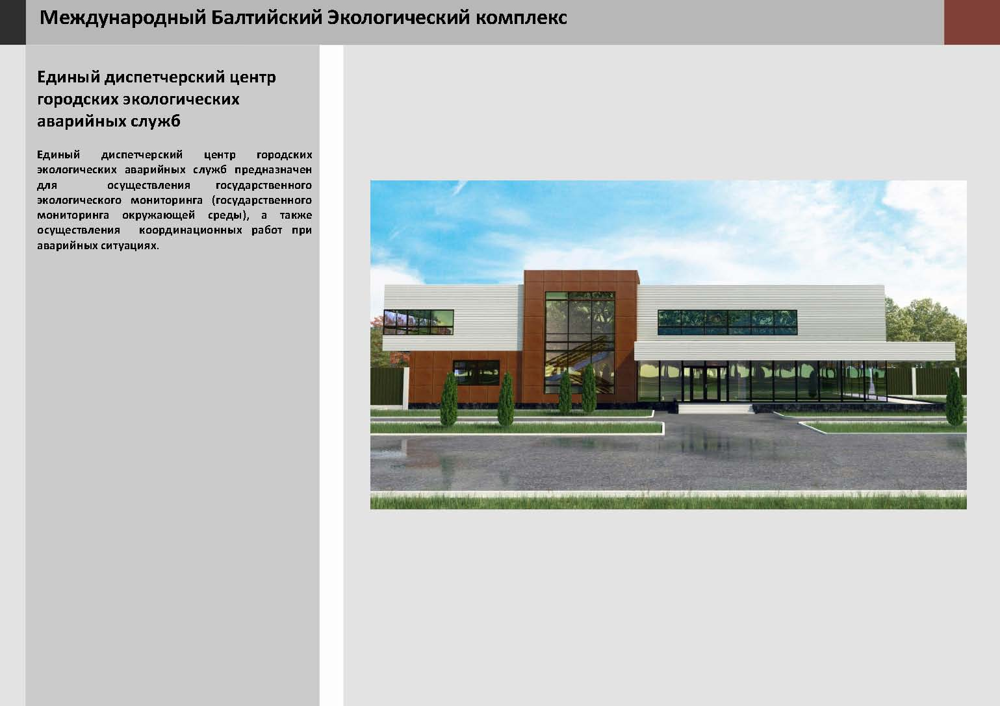 Международный Балтийский Экологический комплекс
Единый диспетчерский центр
городских экологических
аварийных служб
Единый диспетчерский центр городских
экологических аварийных служб предназначен
для осуществления государственного
экологического мониторинга (государственного
мониторинга окружающей среды), а также
осуществления координационных работ при
аварийных ситуациях.